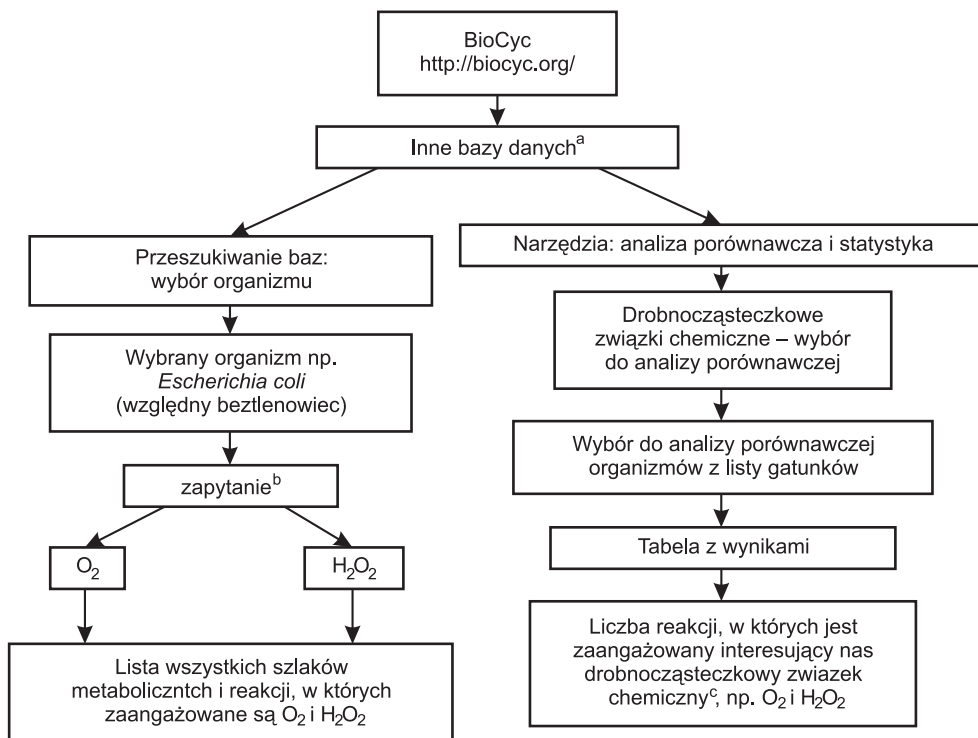 BioCyc
http://biocyc.org/
Inne bazy danychᵃ
Przeszukiwanie baz:
wybór organizmu
Wybrany organizm np.
Escherichia coli
(względny beztlenowiec)
zapytanieᵇ
O₂
H₂O₂
Lista wszystkich szlaków
metaboliczntch i reakcji, w których
zaangażowane są O₂ i H₂O₂
Narzędzia: analiza porównawcza i statystyka
Drobnocząsteczkowe
związki chemiczne – wybór
do analizy porównawczej
Wybór do analizy porównawczej
organizmów z listy gatunków
Tabela z wynikami
Liczba reakcji, w których jest
zaangażowany interesujący nas
drobnocząsteczkowy zwiazek
chemicznyᶜ, np. O₂ i H₂O₂